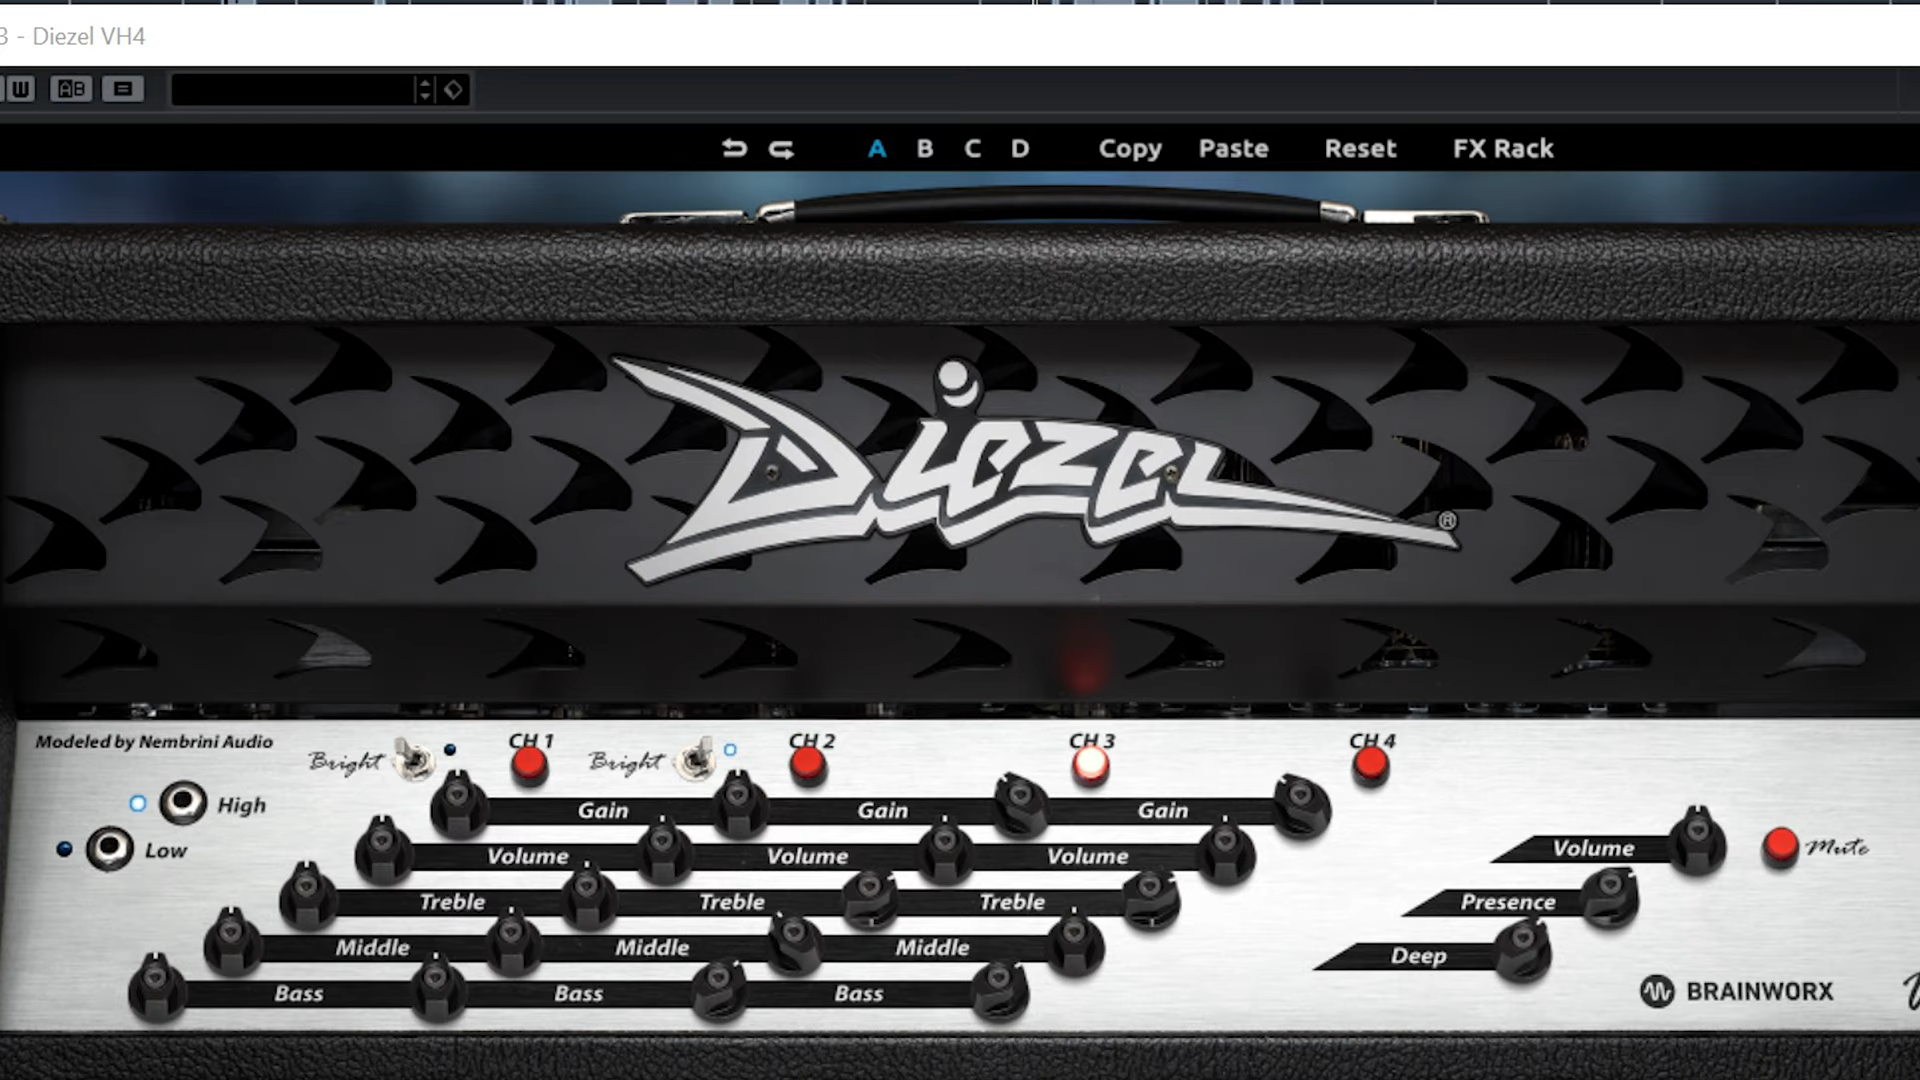 3 - Diezel VH4
W AB
A B C D Copy Paste Reset FX Rack
Diezel®
Modeled by Nembrini Audio
Bright CH 1 Bright CH 2 CH 3 CH 4
High Gain Gain Gain
Low Volume Volume Volume Volume Mute
Treble Treble Treble Presence
Middle Middle Middle Deep
Bass Bass Bass BRAINWORX